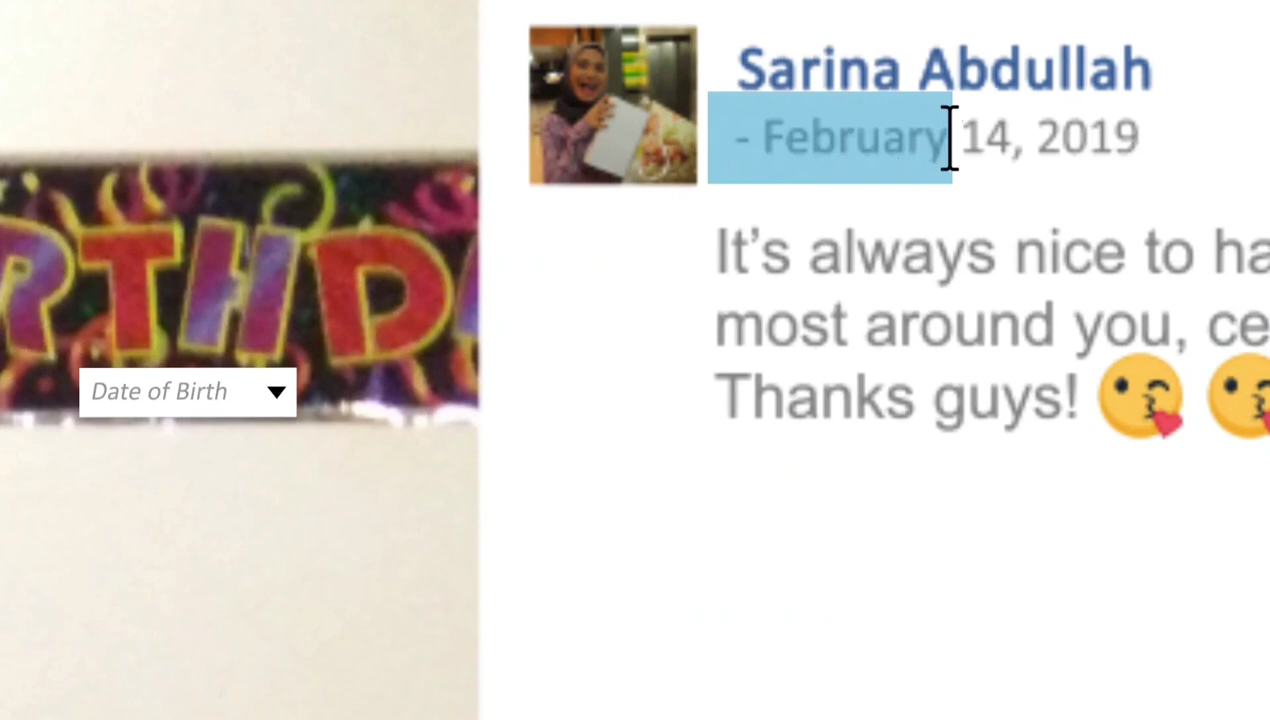 Sarina Abdullah
- February 14, 2019
RTHD
Date of Birth
It’s always nice to ha
most around you, ce
Thanks guys! 😘 😘